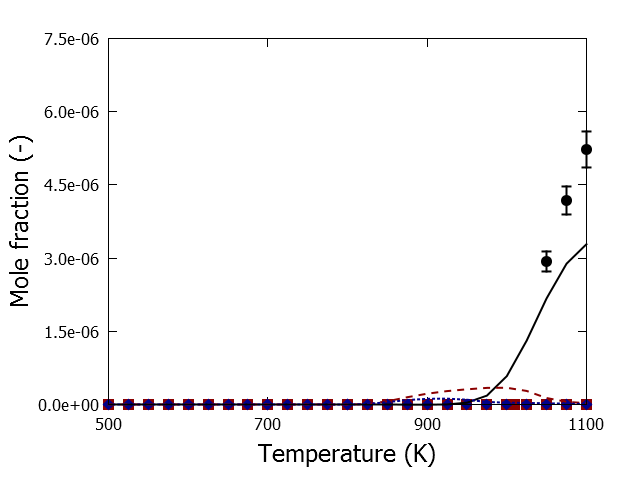 7.5e-06
6.0e-06
4.5e-06
3.0e-06
1.5e-06
0.0e+00
Mole fraction (-)
500
700
900
1100
Temperature (K)